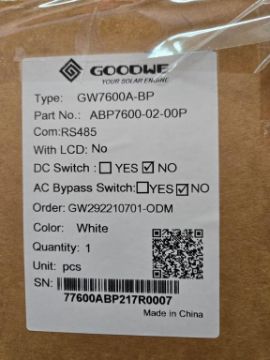 GOODWE
YOUR SOLAR ENGINE
Type: GW7600A-BP
Part No.: ABP7600-02-00P
Com:RS485
With LCD: No
DC Switch: YES NO
AC Bypass Switch: YES NO
Order: GW292210701-ODM
Color: White
Quantity: 1
Unit: pcs
SN:
77600ABP217R0007
Made in China